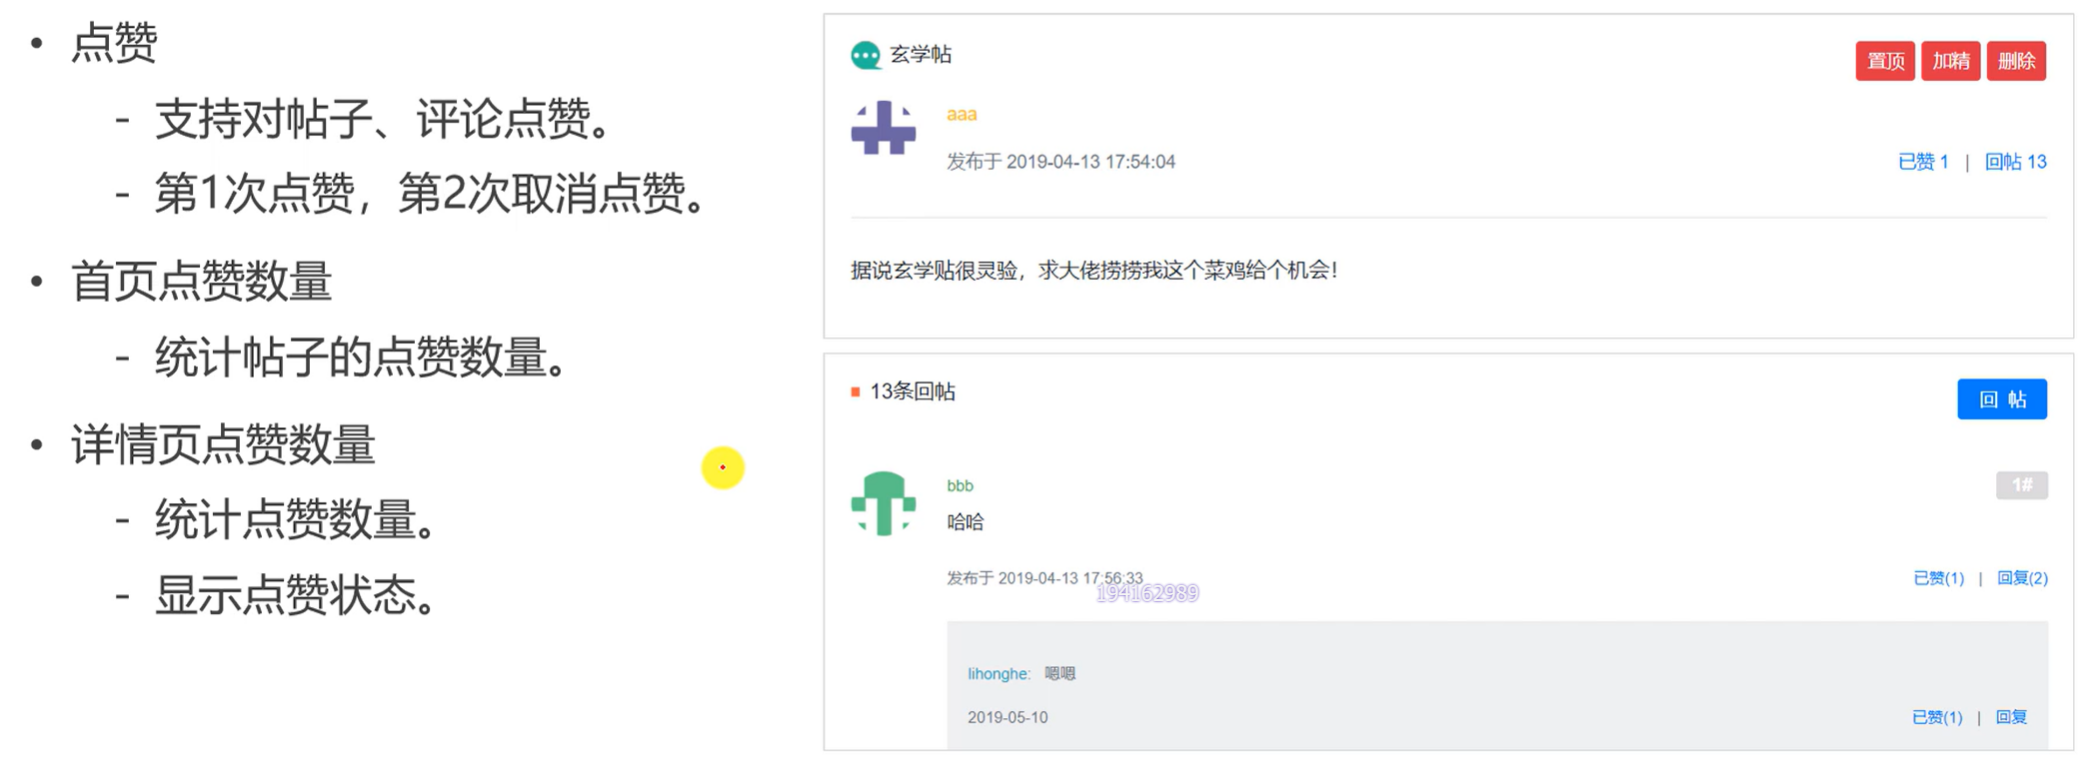 • 点赞
- 支持对帖子、评论点赞。
- 第1次点赞，第2次取消点赞。
• 首页点赞数量
- 统计帖子的点赞数量。
• 详情页点赞数量
- 统计点赞数量。
- 显示点赞状态。
玄学帖
置顶 加精 删除
aaa
发布于 2019-04-13 17:54:04
已赞 1 | 回帖 13
据说玄学贴很灵验，求大佬捞捞我这个菜鸡给个机会！
13条回帖
回 帖
bbb
1#
哈哈
发布于 2019-04-13 17:56:33
已赞(1) | 回复(2)
194162989
lihonghe: 嗯嗯
2019-05-10
已赞(1) | 回复